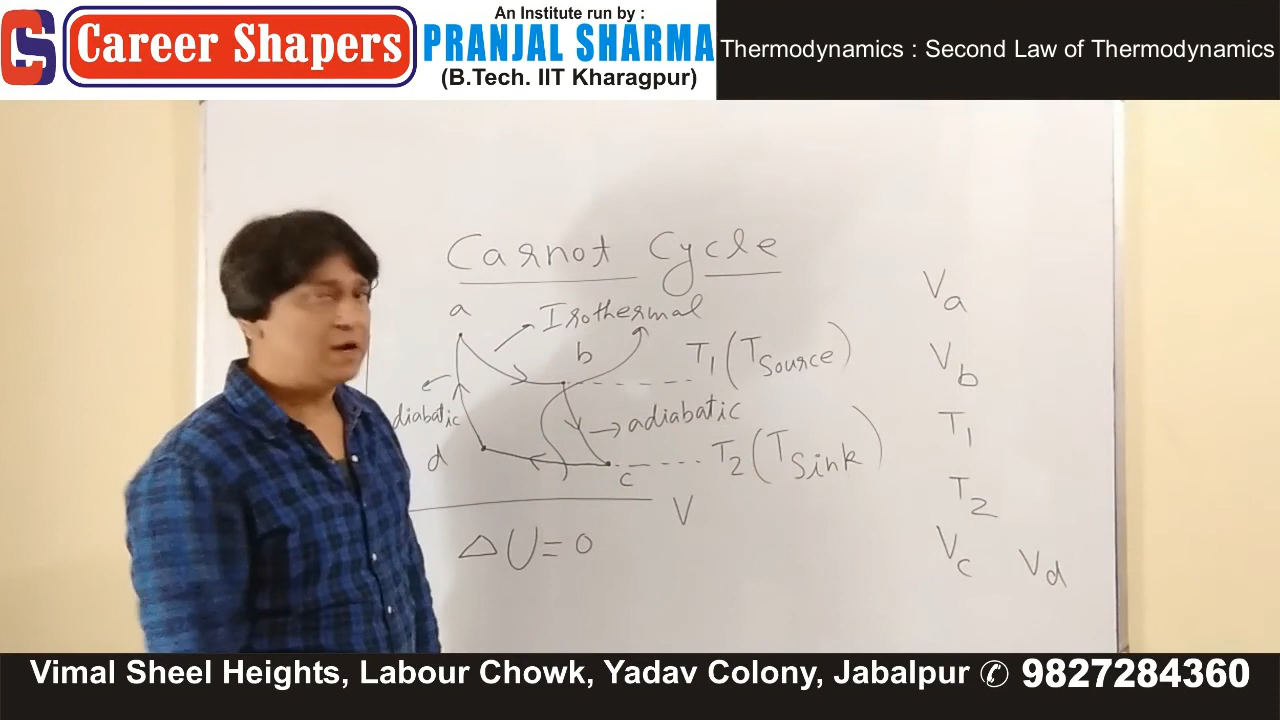 CS
Career Shapers
An Institute run by :
PRANJAL SHARMA
(B.Tech. IIT Kharagpur)
Thermodynamics : Second Law of Thermodynamics
Carnot Cycle
a
Isothermal
b
T1 (TSource)
diabatic
adiabatic
d
T2 (TSink)
c
V
ΔU = 0
Va
Vb
T1
T2
Vc Vd
Vimal Sheel Heights, Labour Chowk, Yadav Colony, Jabalpur ✆ 9827284360